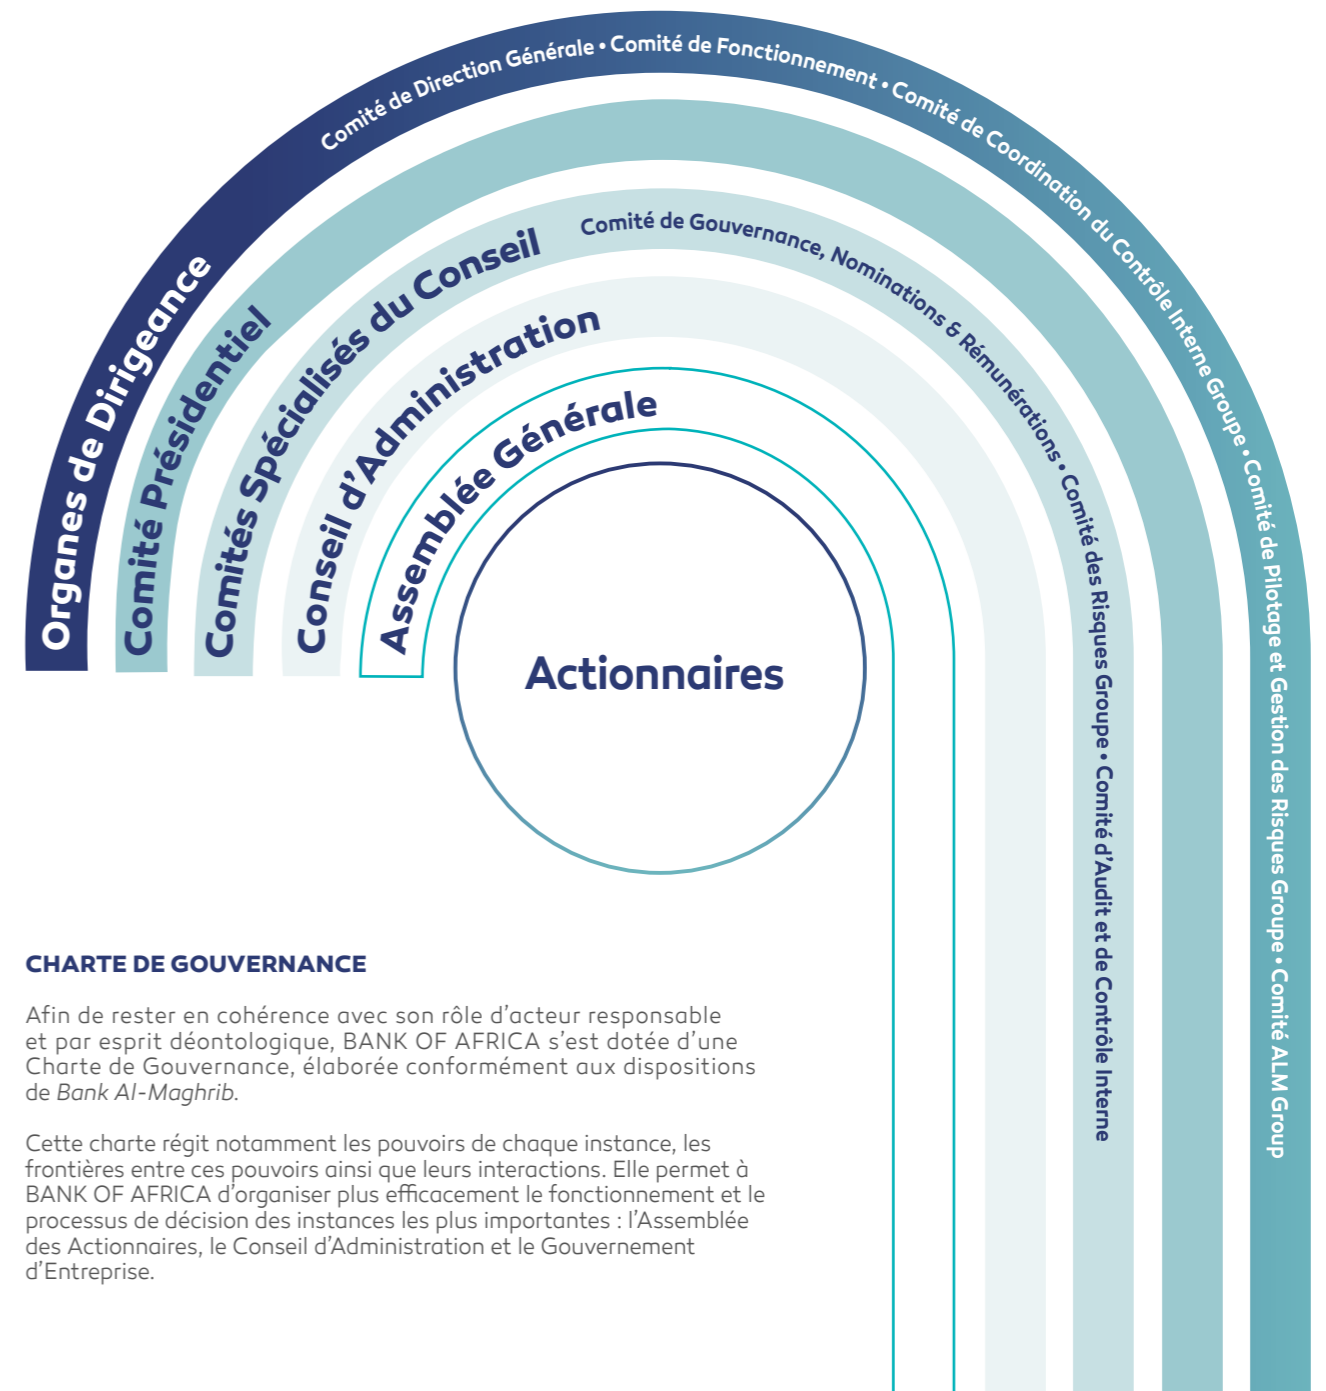 Organes de Dirigeance
Comité de Direction Générale • Comité de Fonctionnement • Comité de Coordination du Contrôle Interne Groupe • Comité de Pilotage et Gestion des Risques Groupe • Comité ALM Group
Comité Présidentiel
Comités Spécialisés du Conseil
Comité de Gouvernance, Nominations & Rémunérations • Comité des Risques Groupe • Comité d’Audit et de Contrôle Interne
Conseil d’Administration
Assemblée Générale
Actionnaires
CHARTE DE GOUVERNANCE
Afin de rester en cohérence avec son rôle d’acteur responsable
et par esprit déontologique, BANK OF AFRICA s’est dotée d’une
Charte de Gouvernance, élaborée conformément aux dispositions
de Bank Al-Maghrib.
Cette charte régit notamment les pouvoirs de chaque instance, les
frontières entre ces pouvoirs ainsi que leurs interactions. Elle permet à
BANK OF AFRICA d’organiser plus efficacement le fonctionnement et le
processus de décision des instances les plus importantes : l’Assemblée
des Actionnaires, le Conseil d’Administration et le Gouvernement
d’Entreprise.